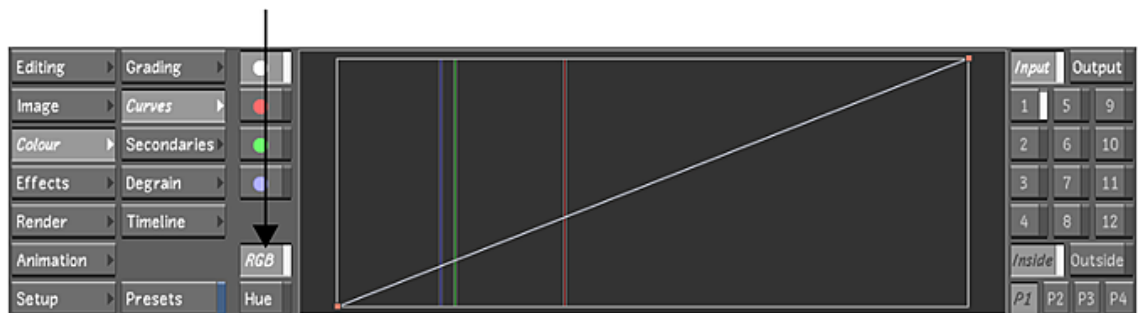 Editing Grading Input Output
Image Curves 1 5 9
Colour Secondaries 2 6 10
Effects Degrain 3 7 11
Render Timeline 4 8 12
Animation RGB Inside Outside
Setup Presets Hue P1 P2 P3 P4